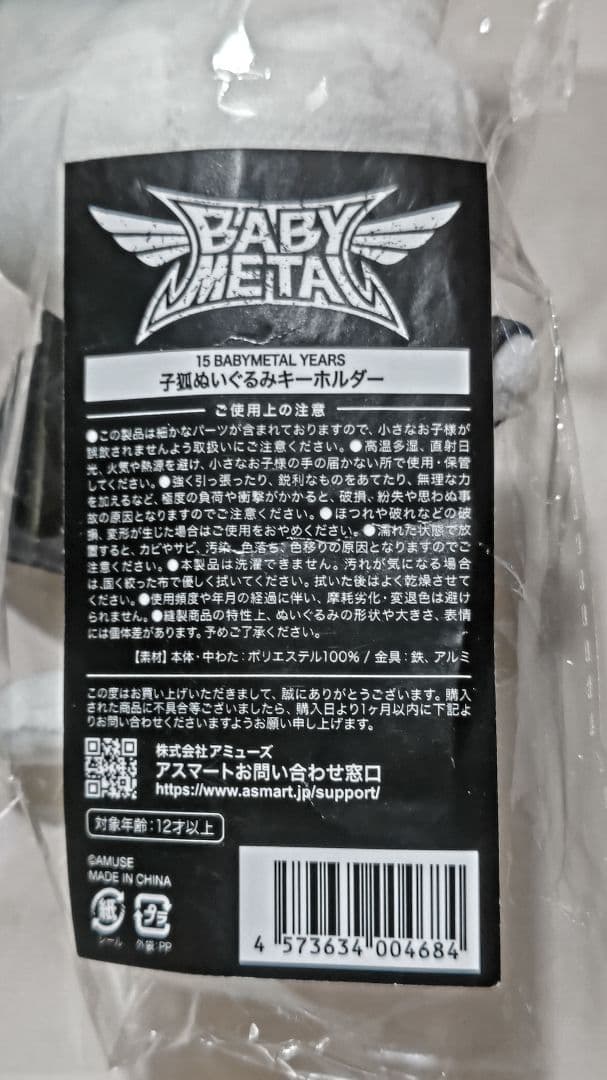 BABY
METAL
15 BABYMETAL YEARS
子狐ぬいぐるみキーホルダー
ご使用上の注意
●この製品は細かなパーツが含まれておりますので、小さなお子様が
誤飲されませんよう取扱いにご注意ください。●高温多湿、直射日
光、火気や熱源を避け、小さなお子様の手の届かない所で使用・保管
してください。●強く引っ張ったり、鋭利なものをあてたり、無理な力
を加えるなど、極度の負荷や衝撃がかかると、破損、紛失や思わぬ事
故の原因となりますのでご注意ください。●ほつれや破れなどの破
損、変形が生じた場合はご使用をおやめください。●濡れた状態で放
置すると、カビやサビ、汚染、色落ち、色移りの原因となりますのでご
注意ください。●本製品は洗濯できません。汚れが気になる場合
は、固く絞った布で優しく拭いてください。拭いた後はよく乾燥させて
ください。●使用頻度や年月の経過に伴い、摩耗劣化・変退色は避け
られません。●縫製商品の特性上、ぬいぐるみの形状や大きさ、表情
には個体差があります。予めご了承ください。
【素材】本体・中わた：ポリエステル100% / 金具：鉄、アルミ
この度はお買い上げいただきまして、誠にありがとうございます。購入
された商品に不具合等ございましたら、購入日より1ヶ月以内に下記よ
りお問い合わせくださいますようお願い申し上げます。
株式会社アミューズ
アスマートお問い合わせ窓口
https://www.asmart.jp/support/
対象年齢：12才以上
©AMUSE
MADE IN CHINA
紙 プラ
シール 外袋：PP
4 573634 004684